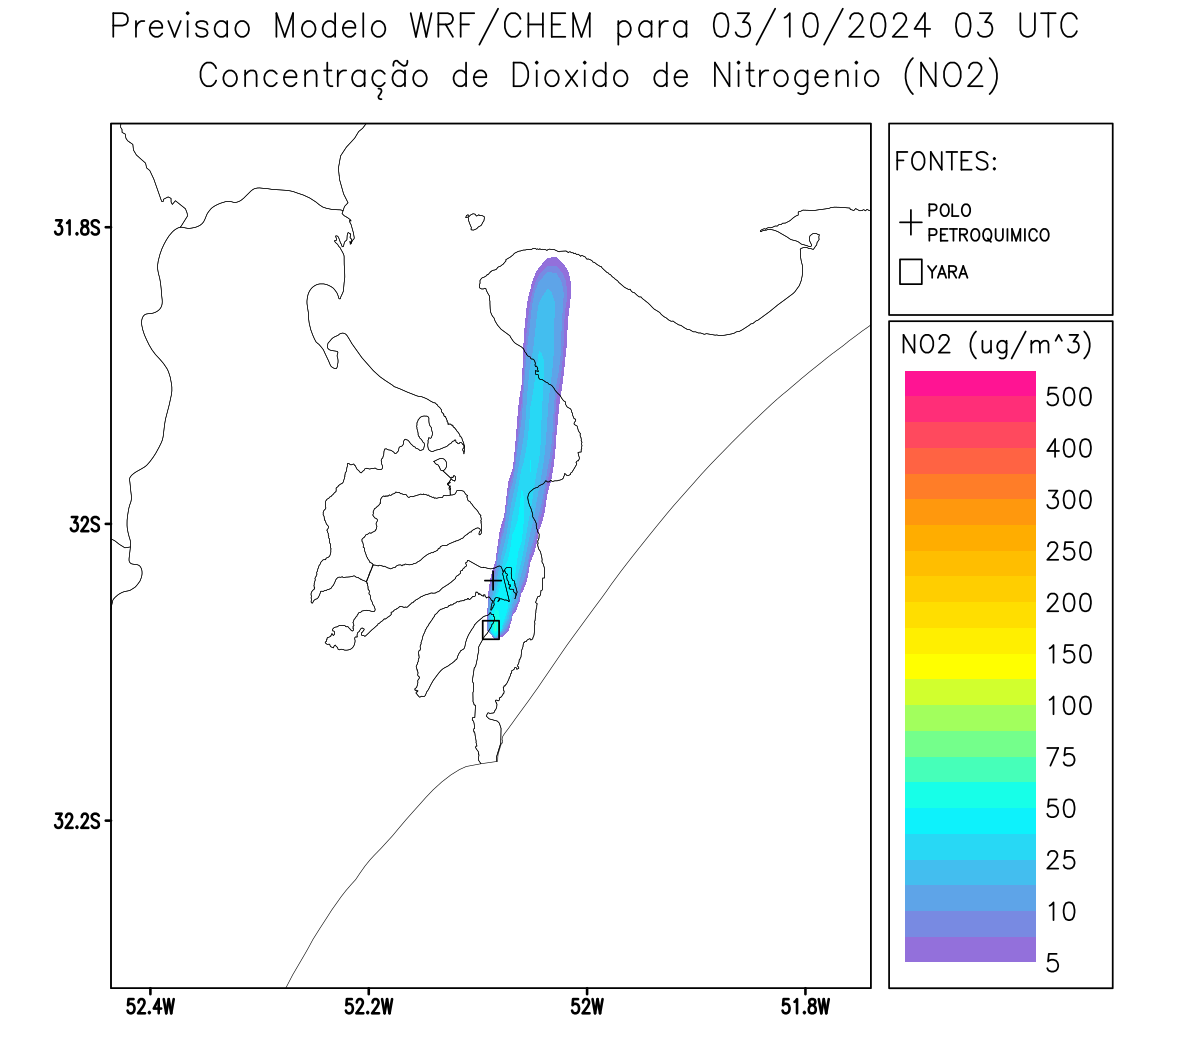 Previsao Modelo WRF/CHEM para 03/10/2024 03 UTC
Concentração de Dioxido de Nitrogenio (NO2)
FONTES:
POLO
PETROQUIMICO
YARA
NO2 (ug/m^3)
500
400
300
250
200
150
100
75
50
25
10
5
31.8S
32S
32.2S
52.4W
52.2W
52W
51.8W